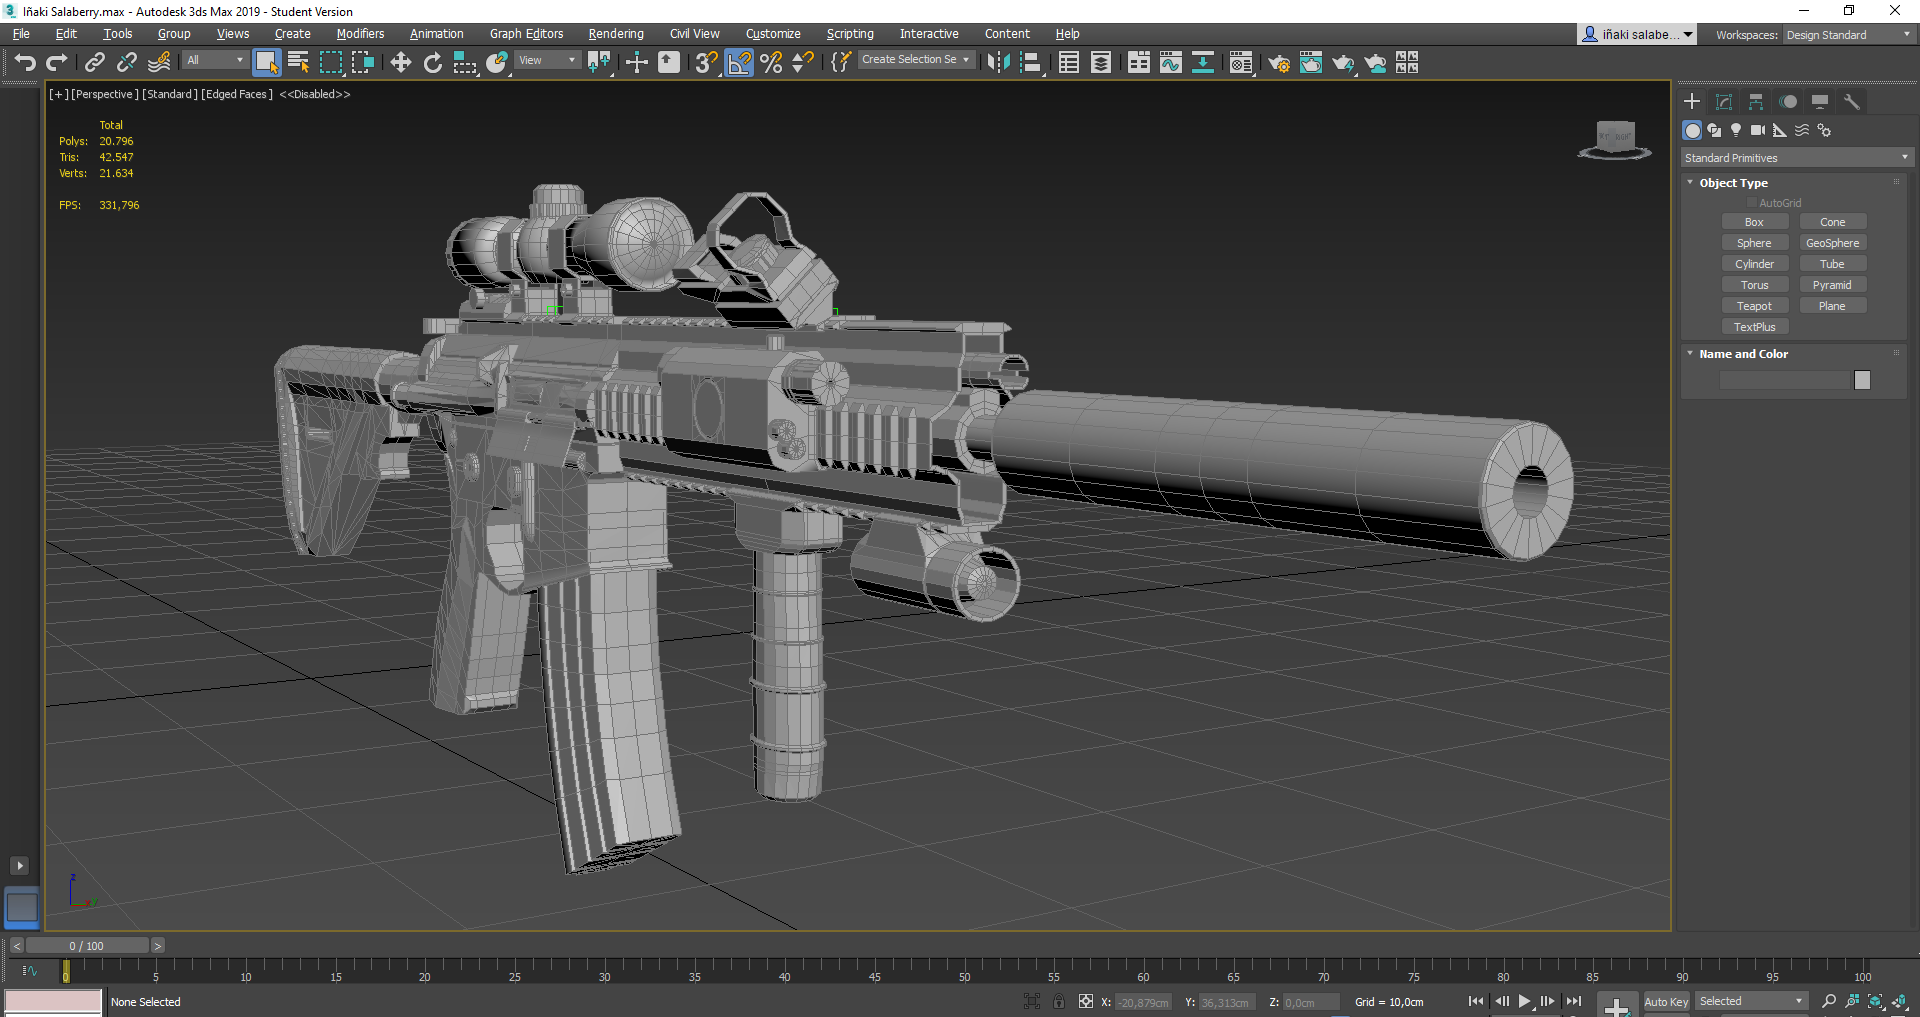 Iñaki Salaberry.max - Autodesk 3ds Max 2019 - Student Version
File Edit Tools Group Views Create Modifiers Animation Graph Editors Rendering Civil View Customize Scripting Interactive Content Help
iñaki salabe... Workspaces: Design Standard
All View Create Selection Se
[+] [Perspective ] [Standard ] [Edged Faces ] <<Disabled>>
Total
Polys: 20.796
Tris: 42.547
Verts: 21.634
FPS: 331,796
Standard Primitives
Object Type
AutoGrid
Box Cone
Sphere GeoSphere
Cylinder Tube
Torus Pyramid
Teapot Plane
TextPlus
Name and Color
z
< 0 / 100 >
0 5 10 15 20 25 30 35 40 45 50 55 60 65 70 75 80 85 90 95 100
None Selected X: -20,879cm Y: 36,313cm Z: 0,0cm Grid = 10,0cm Auto Key Selected